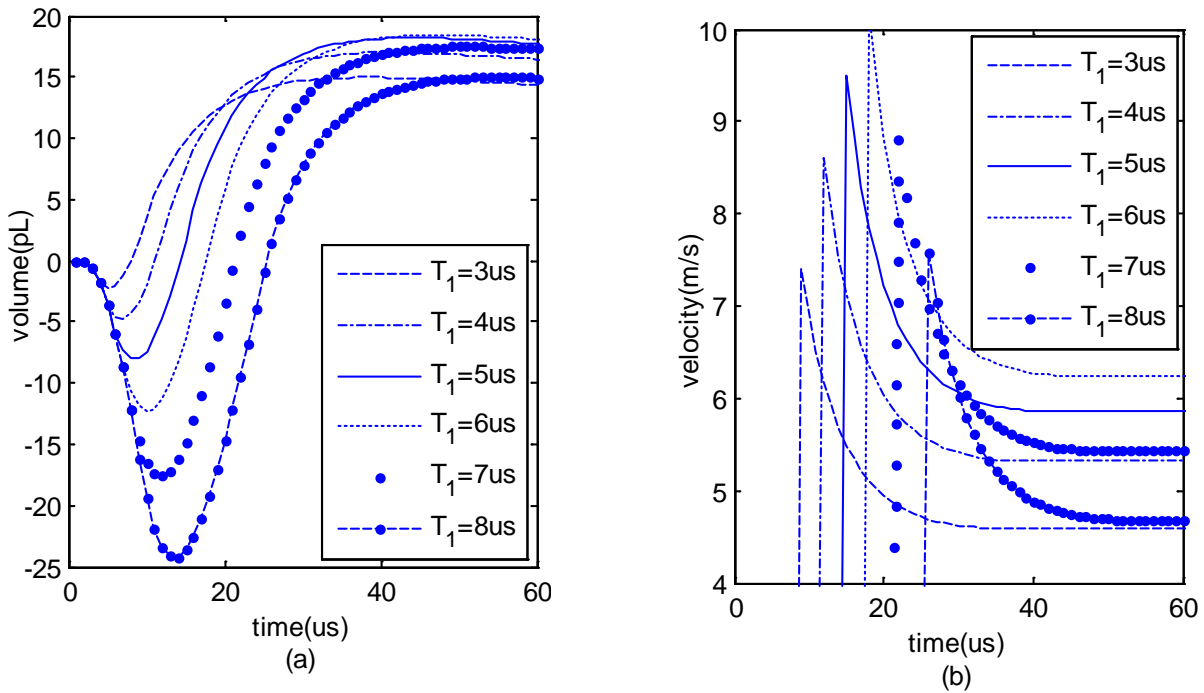 20
15
10
5
0
-5
-10
-15
-20
-25
volume(pL)
0 20 40 60
time(us)
(a)
T1=3us
T1=4us
T1=5us
T1=6us
T1=7us
T1=8us
10
9
8
7
6
5
4
velocity(m/s)
0 20 40 60
time(us)
(b)
T1=3us
T1=4us
T1=5us
T1=6us
T1=7us
T1=8us